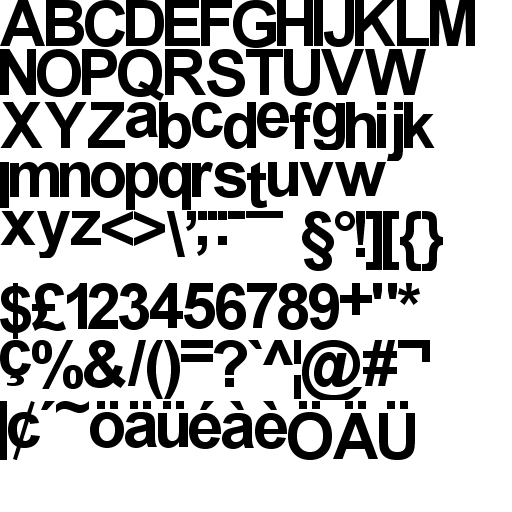 ABCDEFGHIJKLM
NOPQRSTUVW
XYZabcdefghijk
lmnopqrstuvw
xyz<>\',;.:-_ §°!][{}
$£123456789+"*
ç%&/()=?`^¦@#¬
|¢´~öäüéàèÖÄÜ